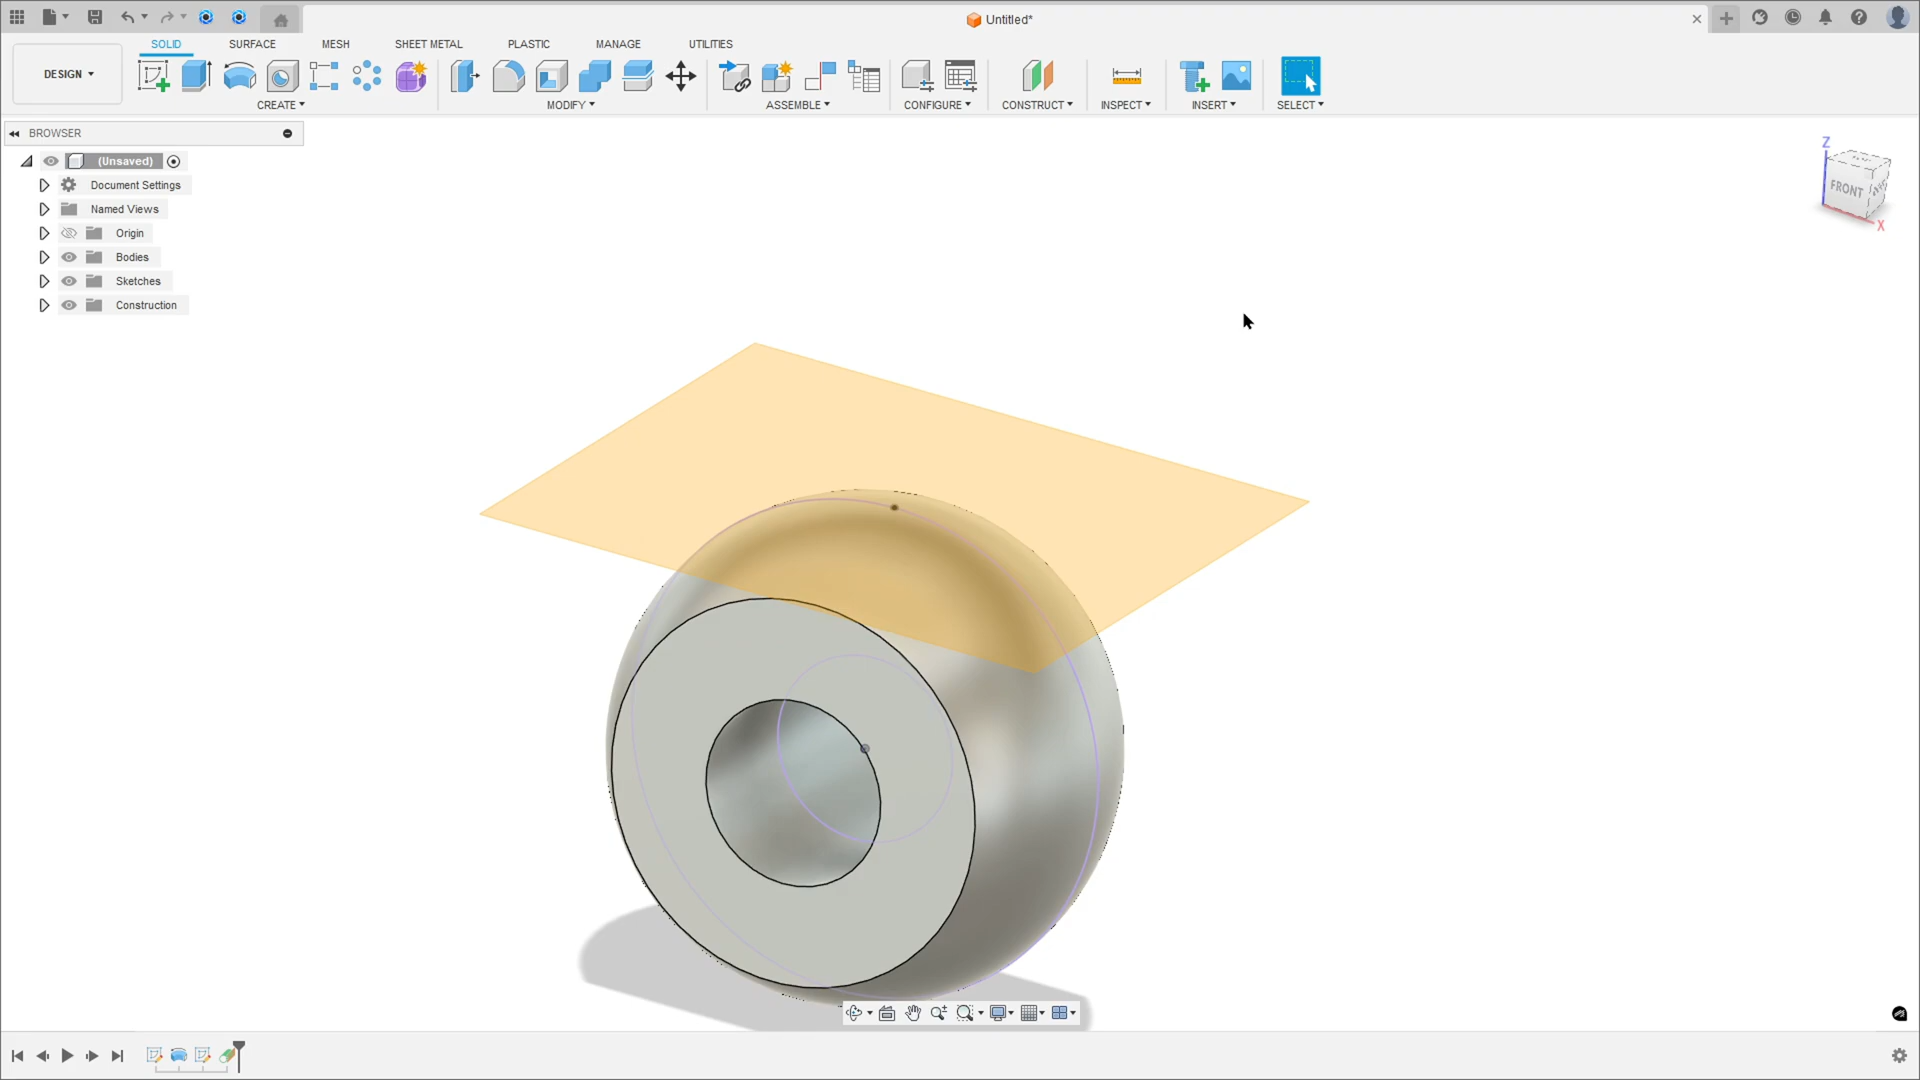 Untitled*
SOLID
SURFACE
MESH
SHEET METAL
PLASTIC
MANAGE
UTILITIES
DESIGN
CREATE
MODIFY
ASSEMBLE
CONFIGURE
CONSTRUCT
INSPECT
INSERT
SELECT
BROWSER
(Unsaved)
Document Settings
Named Views
Origin
Bodies
Sketches
Construction
Z
FRONT
X